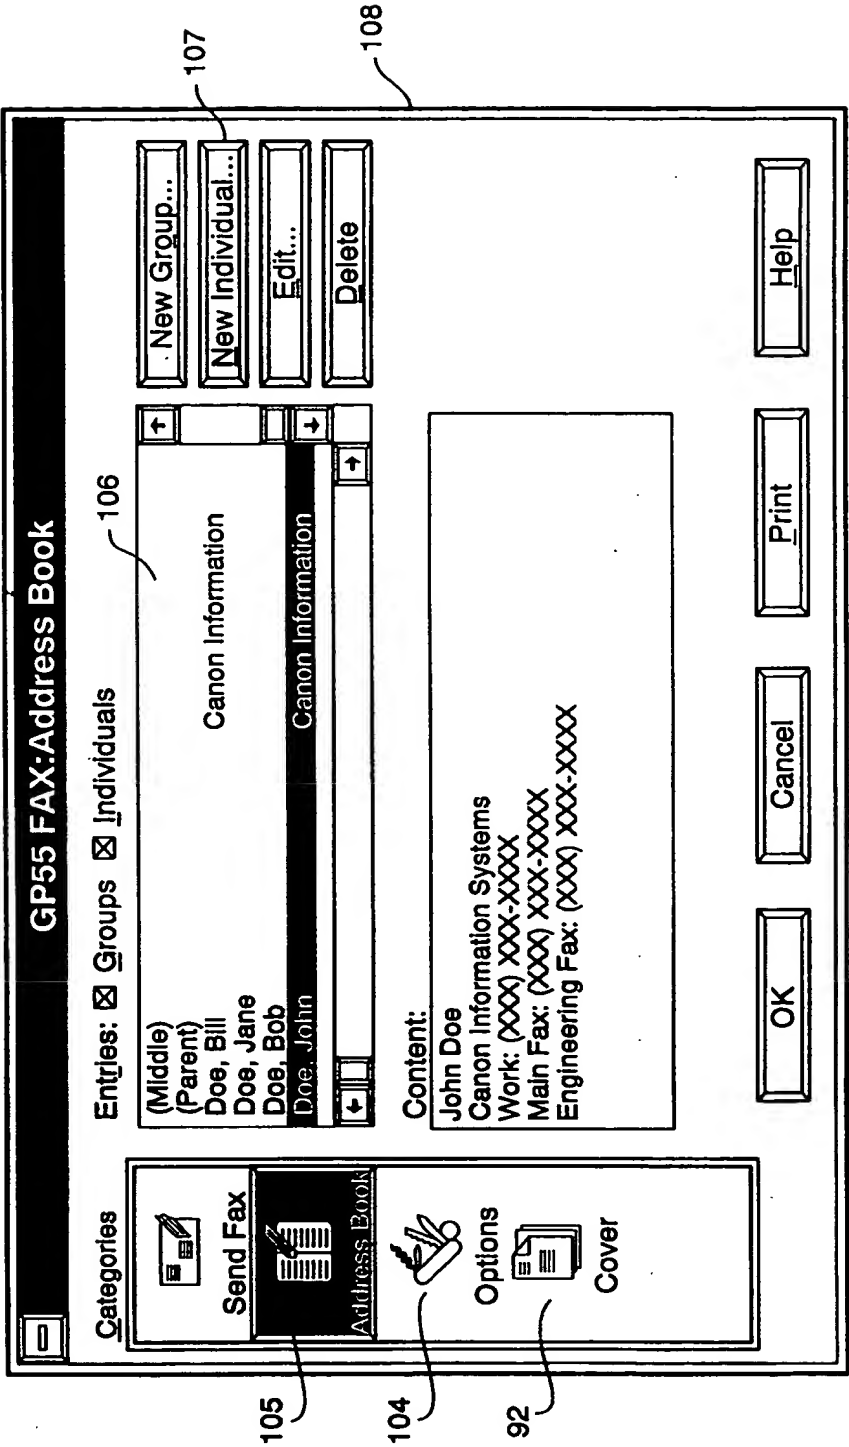 GP55 FAX:Address Book
Categories
Send Fax
Address Book
Options
Cover
Entries: Groups Individuals
(Middle)
(Parent)
Doe, Bill Canon Information
Doe, Jane
Doe, Bob
Doe, John Canon Information
New Group...
New Individual...
Edit...
Delete
Content:
John Doe
Canon Information Systems
Work: (XXX) XXX-XXXX
Main Fax: (XXX) XXX-XXXX
Engineering Fax: (XXX) XXX-XXXX
OK Cancel Print Help
105
104
92
106
107
108